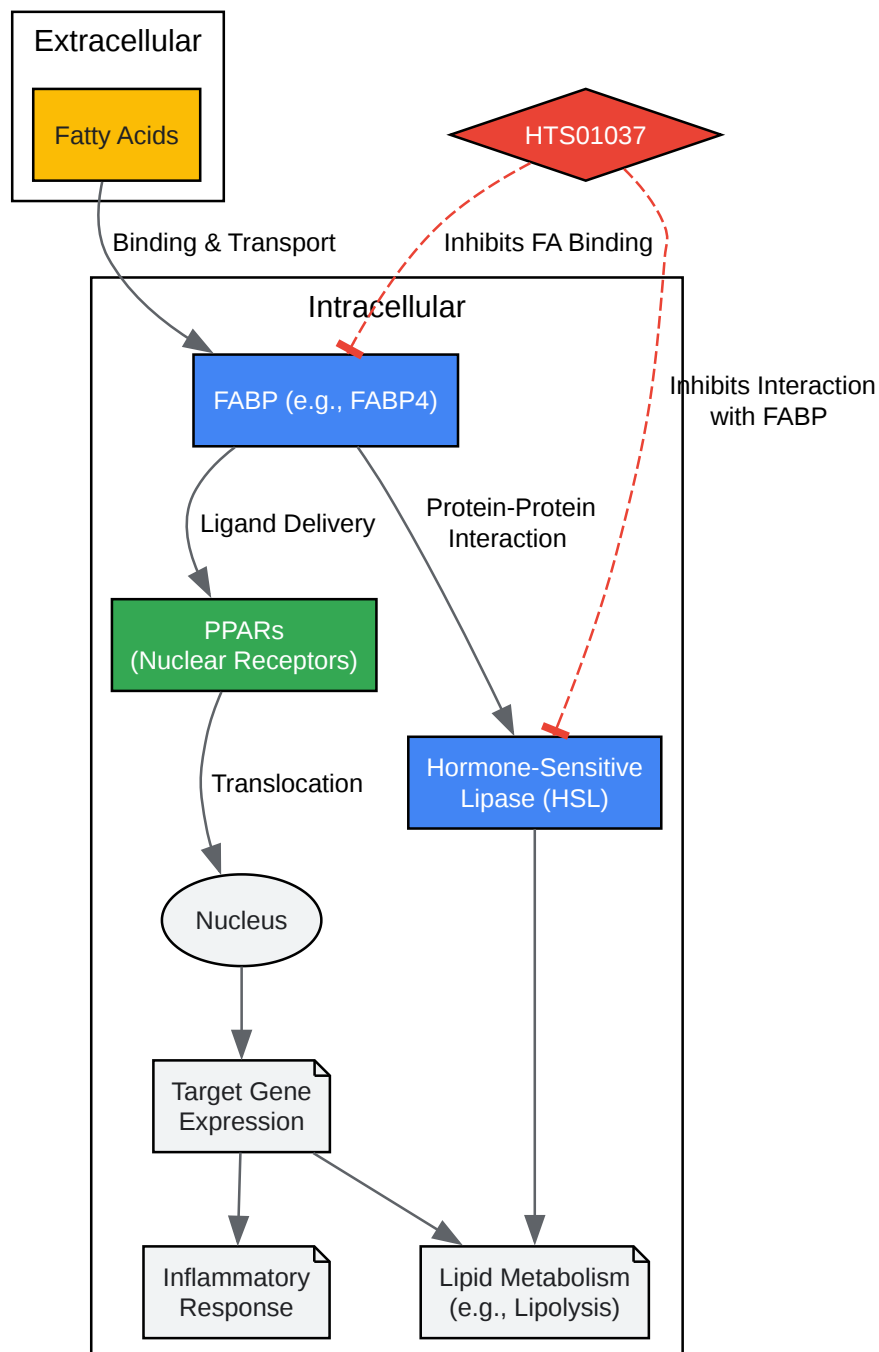 Extracellular
Fatty Acids
HTS01037
Binding & Transport
Inhibits FA Binding
Intracellular
FABP (e.g., FABP4)
Inhibits Interaction
with FABP
Ligand Delivery
Protein-Protein
Interaction
PPARs
(Nuclear Receptors)
Hormone-Sensitive
Lipase (HSL)
Translocation
Nucleus
Target Gene
Expression
Inflammatory
Response
Lipid Metabolism
(e.g., Lipolysis)